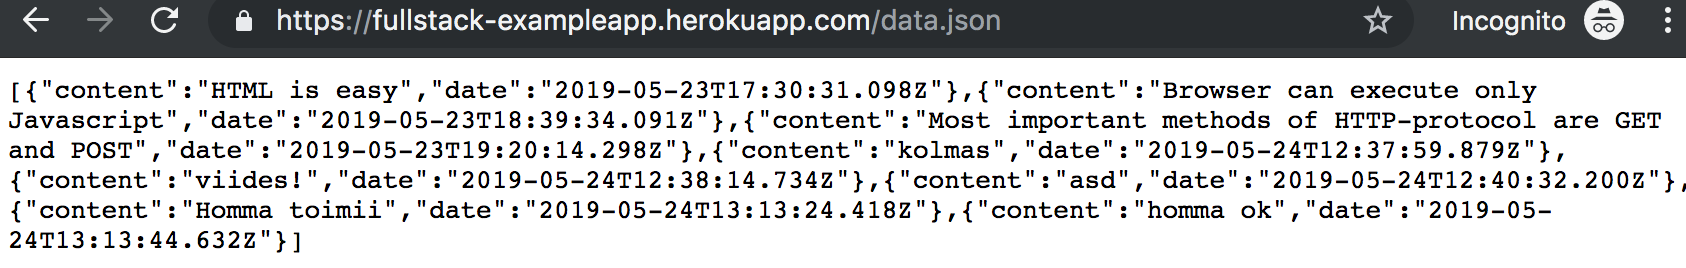 https://fullstack-exampleapp.herokuapp.com/data.json Incognito
[{"content":"HTML is easy","date":"2019-05-23T17:30:31.098Z"},{"content":"Browser can execute only
Javascript","date":"2019-05-23T18:39:34.091Z"},{"content":"Most important methods of HTTP-protocol are GET
and POST","date":"2019-05-23T19:20:14.298Z"},{"content":"kolmas","date":"2019-05-24T12:37:59.879Z"},
{"content":"viides!","date":"2019-05-24T12:38:14.734Z"},{"content":"asd","date":"2019-05-24T12:40:32.200Z"},
{"content":"Homma toimii","date":"2019-05-24T13:13:24.418Z"},{"content":"homma ok","date":"2019-05-
24T13:13:44.632Z"}]